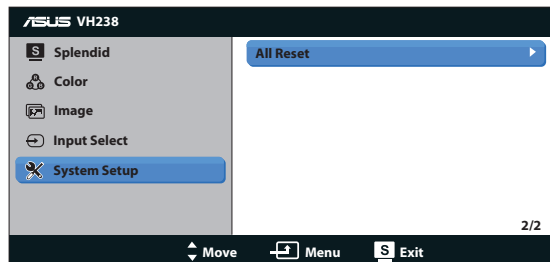 ASUS VH238
S Splendid
Color
Image
Input Select
System Setup
All Reset
2/2
Move Menu S Exit